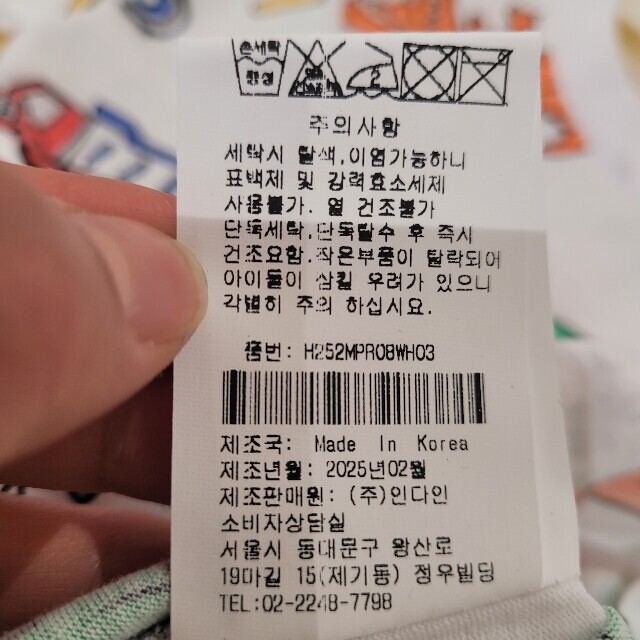 손세탁
중성
2
주의사항
세탁시 탈색,이염가능하니
표백제 및 강력효소세제
사용불가. 열 건조불가
단독세탁,단독탈수 후 즉시
건조요함.작은부품이 탈락되어
아이들이 삼킬 우려가 있으니
각별히 주의 하십시요.
품번: H252MPR08WH03
제조국: Made In Korea
제조년월: 2025년02월
제조판매원: (주)인다인
소비자상담실
서울시 동대문구 왕산로
19마길 15(제기동) 정우빌딩
TEL:02-2248-7798